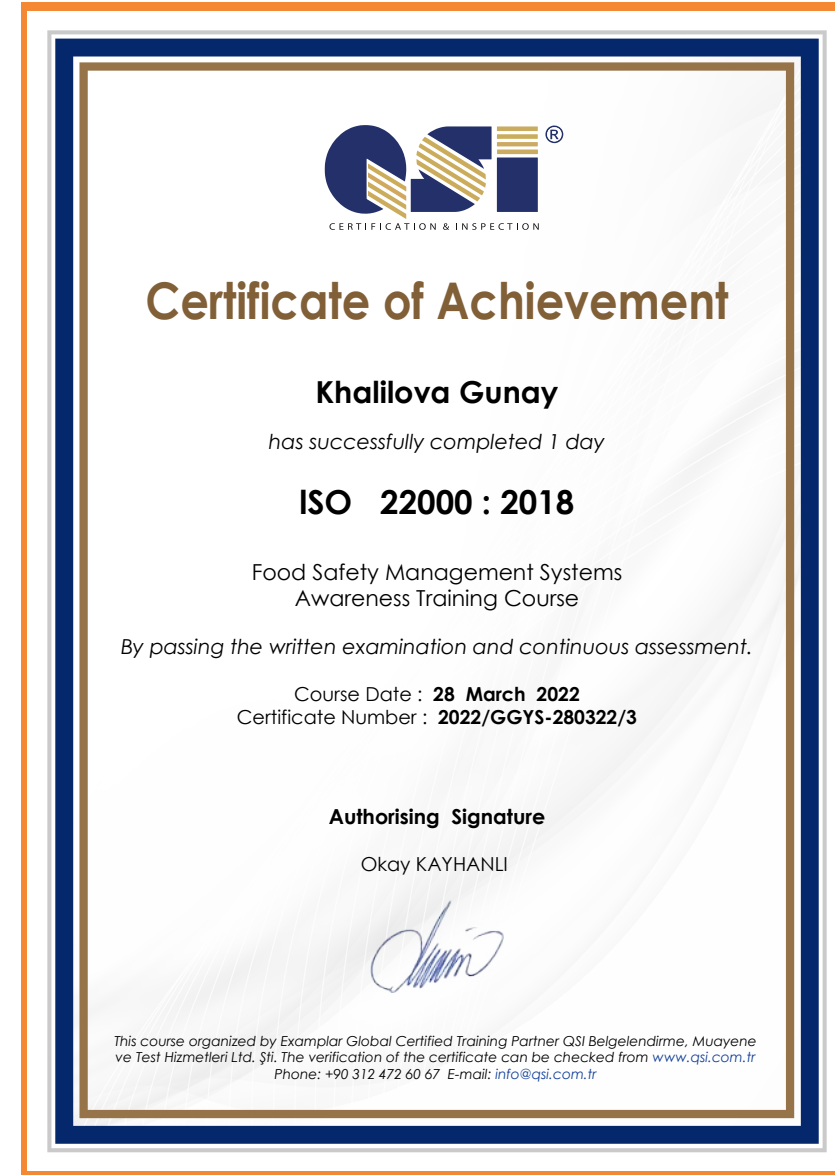 QSi®
CERTIFICATION & INSPECTION
Certificate of Achievement
Khalilova Gunay
has successfully completed 1 day
ISO 22000 : 2018
Food Safety Management Systems
Awareness Training Course
By passing the written examination and continuous assessment.
Course Date : 28 March 2022
Certificate Number : 2022/GGYS-280322/3
Authorising Signature
Okay KAYHANLI
This course organized by Examplar Global Certified Training Partner QSI Belgelendirme, Muayene
ve Test Hizmetleri Ltd. Şti. The verification of the certificate can be checked from www.qsi.com.tr
Phone: +90 312 472 60 67 E-mail: info@qsi.com.tr